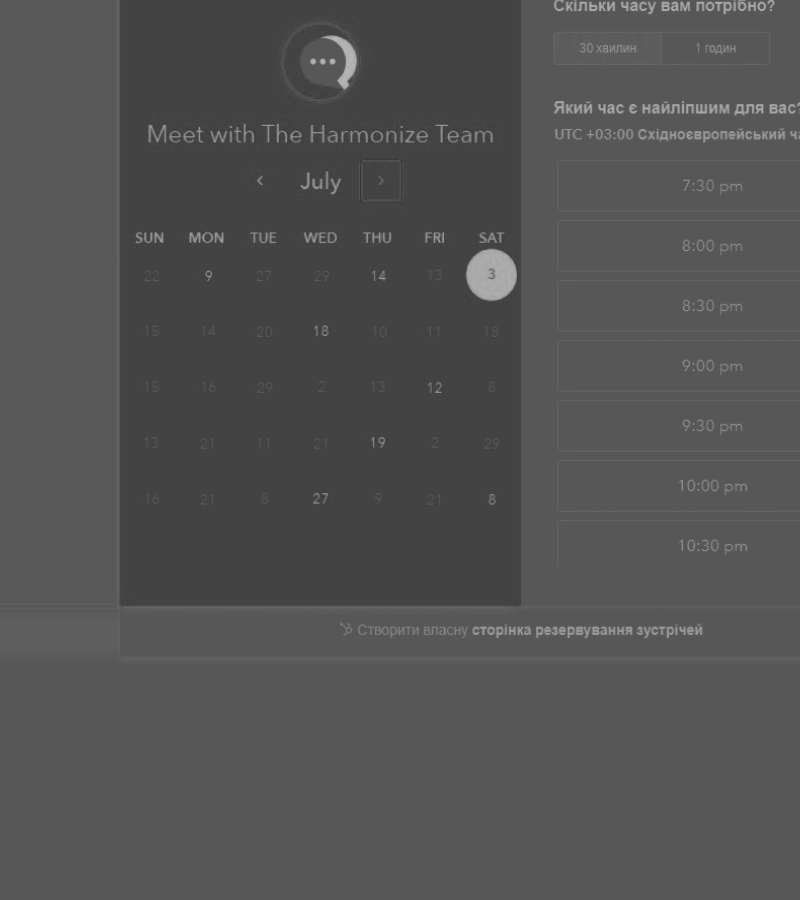 Meet with The Harmonize Team
July
SUN MON TUE WED THU FRI SAT
22 9 27 29 14 13 3
15 14 20 18 10 11 18
15 16 29 2 13 12 8
13 21 11 21 19 2 29
16 21 8 27 9 21 8
Скільки часу вам потрібно?
30 хвилин 1 годин
Який час є найліпшим для вас?
UTC +03:00 Східноєвропейський ча
7:30 pm
8:00 pm
8:30 pm
9:00 pm
9:30 pm
10:00 pm
10:30 pm
Створити власну сторінка резервування зустрічей